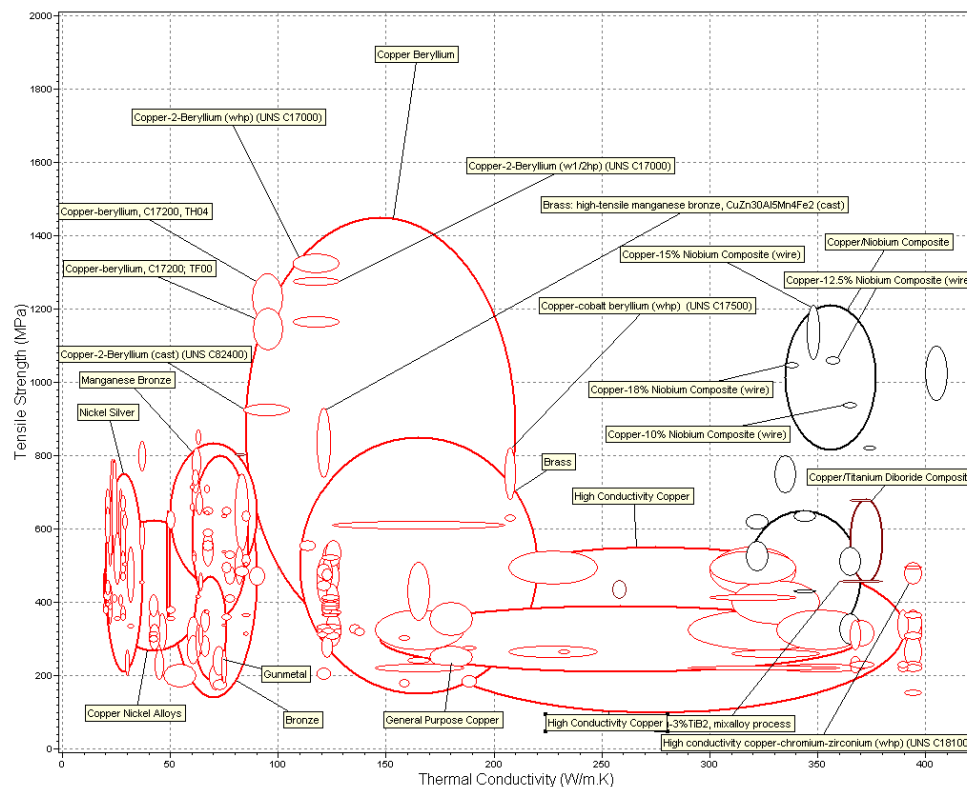 2000
Copper Beryllium
1800
Copper-2-Beryllium (whp) (UNS C17000)
Copper-2-Beryllium (w1/2hp) (UNS C17000)
1600
Brass: high-tensile manganese bronze, CuZn30Al5Mn4Fe2 (cast)
Copper-beryllium, C17200, TH04
1400
Copper/Niobium Composite
Copper-15% Niobium Composite (wire)
Copper-beryllium, C17200; TF00
Copper-12.5% Niobium Composite (wire
Copper-cobalt beryllium (whp) (UNS C17500)
1200
Copper-2-Beryllium (cast) (UNS C82400)
Manganese Bronze
1000
Copper-18% Niobium Composite (wire)
Nickel Silver
Copper-10% Niobium Composite (wire)
800
Brass
Copper/Titanium Diboride Composit
High Conductivity Copper
600
400
200
Gunmetal
Copper Nickel Alloys
Bronze
General Purpose Copper
High Conductivity Copper
-3%TiB2, mixalloy process
High conductivity copper-chromium-zirconium (whp) (UNS C18100
0
Tensile Strength (MPa)
0 50 100 150 200 250 300 350 400
Thermal Conductivity (W/m.K)